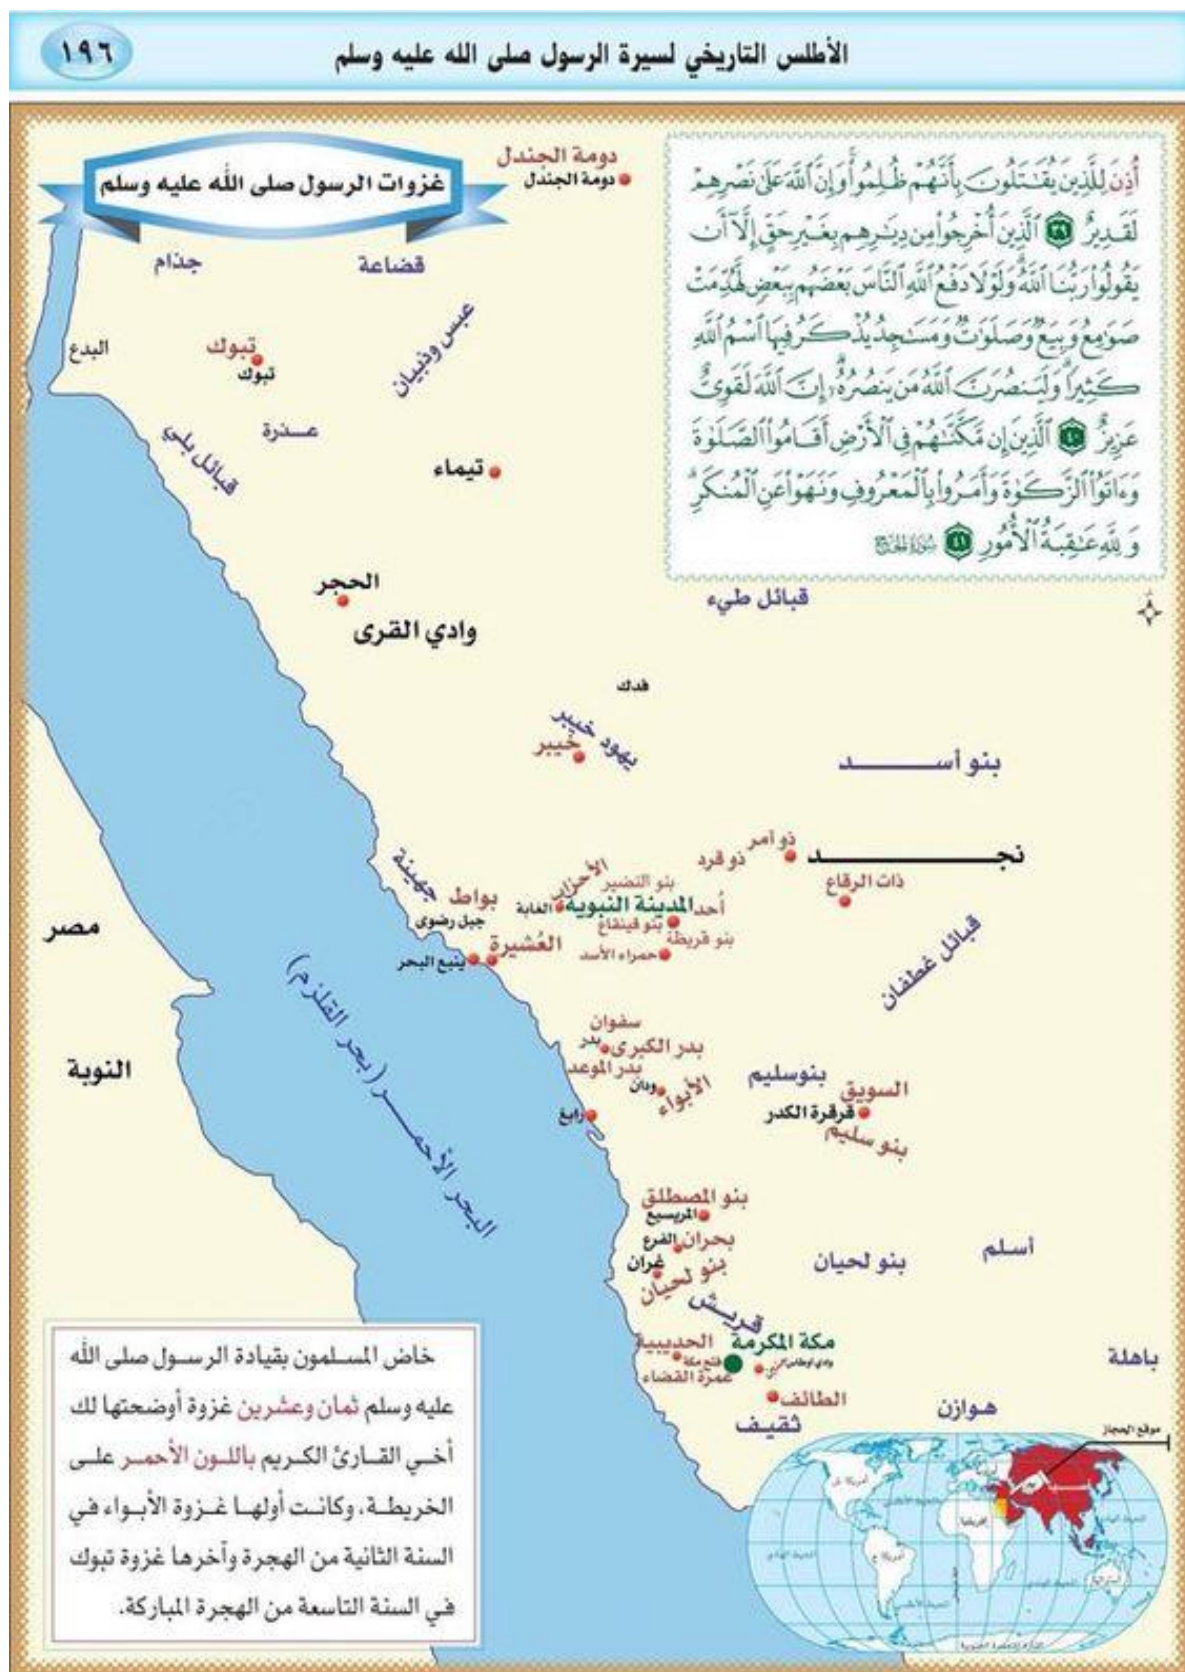 الأطلس التاريخي لسيرة الرسول صلى الله عليه وسلم
١٩٦
غزوات الرسول صلى الله عليه وسلم
أُذِنَ لِلَّذِينَ يُقَٰتَلُونَ بِأَنَّهُمْ ظُلِمُوا۟ وَإِنَّ ٱللَّهَ عَلَىٰ نَصْرِهِمْ
لَقَدِيرٌ ٣٩ ٱلَّذِينَ أُخْرِجُوا۟ مِن دِيَٰرِهِم بِغَيْرِ حَقٍّ إِلَّآ أَن
يَقُولُوا۟ رَبُّنَا ٱللَّهُ وَلَوْلَا دَفْعُ ٱللَّهِ ٱلنَّاسَ بَعْضَهُم بِبَعْضٍ لَّهُدِّمَتْ
صَوَٰمِعُ وَبِيَعٌ وَصَلَوَٰتٌ وَمَسَٰجِدُ يُذْكَرُ فِيهَا ٱسْمُ ٱللَّهِ
كَثِيرًا وَلَيَنصُرَنَّ ٱللَّهُ مَن يَنصُرُهُۥٓ إِنَّ ٱللَّهَ لَقَوِىٌّ
عَزِيزٌ ٤٠ ٱلَّذِينَ إِن مَّكَّنَّٰهُمْ فِى ٱلْأَرْضِ أَقَامُوا۟ ٱلصَّلَوٰةَ
وَءَاتَوُا۟ ٱلزَّكَوٰةَ وَأَمَرُوا۟ بِٱلْمَعْرُوفِ وَنَهَوْا۟ عَنِ ٱلْمُنكَرِ
وَلِلَّهِ عَٰقِبَةُ ٱلْأُمُورِ ٤١ سُورَةُ الحَجّ
دومة الجندل
دومة الجندل
قضاعة
جذام
عبس وذبيان
البدع
تبوك
تبوك
عذرة
قبائل بلي
تيماء
الحجر
وادي القرى
قبائل طيء
فدك
يهود خيبر
خيبر
بنو أسد
نجد
ذو أمر
ذو قرد
ذات الرقاع
الأحزاب
بنو النضير
جهينة
بواط
جبل رضوى
الغابة
المدينة النبوية
أحد
بنو قينقاع
بنو قريظة
حمراء الأسد
العُشيرة
ينبع البحر
قبائل غطفان
مصر
النوبة
البحر الأحمر (بحر القلزم)
سفوان
بدر
بدر الكبرى
بدر الموعد
ودان
الأبواء
رابغ
بنوسليم
السويق
قرقرة الكدر
بنو سليم
بنو المصطلق
المريسيع
بحران
الفرع
غران
بنو لحيان
بنو لحيان
أسلم
قريش
مكة المكرمة
الحديبية
فتح مكة
عمرة القضاء
وادي أوطاس
الطائف
ثقيف
هوازن
باهلة
خاض المسلمون بقيادة الرسول صلى الله
عليه وسلم ثمان وعشرين غزوة أوضحتها لك
أخي القارئ الكريم باللون الأحمر على
الخريطة، وكانت أولها غزوة الأبواء في
السنة الثانية من الهجرة وآخرها غزوة تبوك
في السنة التاسعة من الهجرة المباركة.
موقع الحجاز